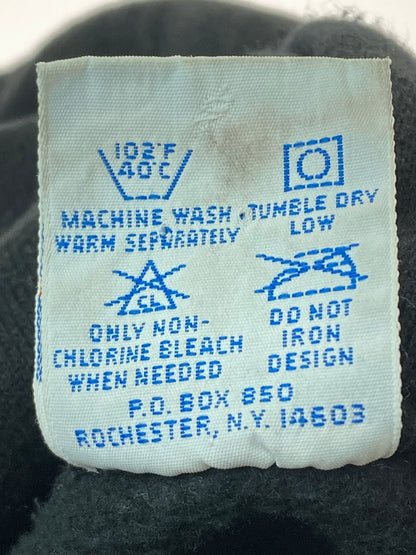 102°F
40°C
MACHINE WASH · TUMBLE DRY
WARM SEPARATELY LOW
CL
ONLY NON-
CHLORINE BLEACH
WHEN NEEDED
DO NOT
IRON
DESIGN
P.O. BOX 850
ROCHESTER, N.Y. 14603